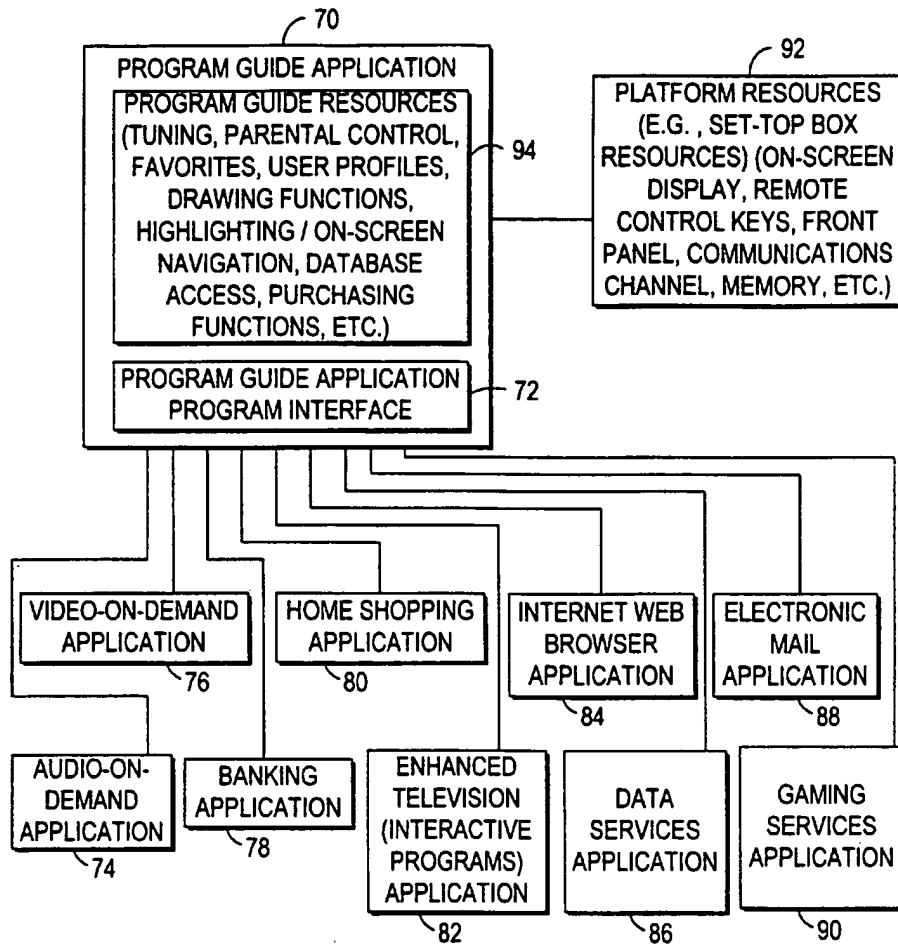 70
PROGRAM GUIDE APPLICATION
PROGRAM GUIDE RESOURCES
(TUNING, PARENTAL CONTROL,
FAVORITES, USER PROFILES,
DRAWING FUNCTIONS,
HIGHLIGHTING / ON-SCREEN
NAVIGATION, DATABASE
ACCESS, PURCHASING
FUNCTIONS, ETC.)
94
PROGRAM GUIDE APPLICATION
PROGRAM INTERFACE
72
92
PLATFORM RESOURCES
(E.G. , SET-TOP BOX
RESOURCES) (ON-SCREEN
DISPLAY, REMOTE
CONTROL KEYS, FRONT
PANEL, COMMUNICATIONS
CHANNEL, MEMORY, ETC.)
VIDEO-ON-DEMAND
APPLICATION
76
HOME SHOPPING
APPLICATION
80
INTERNET WEB
BROWSER
APPLICATION
84
ELECTRONIC
MAIL
APPLICATION
88
AUDIO-ON-
DEMAND
APPLICATION
74
BANKING
APPLICATION
78
ENHANCED
TELEVISION
(INTERACTIVE
PROGRAMS)
APPLICATION
82
DATA
SERVICES
APPLICATION
86
GAMING
SERVICES
APPLICATION
90